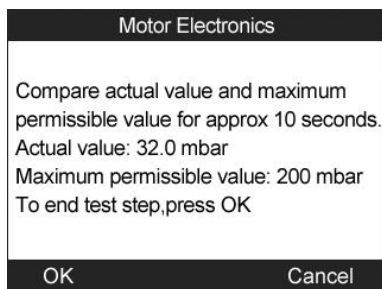 Motor Electronics
Compare actual value and maximum
permissible value for approx 10 seconds.
Actual value: 32.0 mbar
Maximum permissible value: 200 mbar
To end test step,press OK
OK Cancel